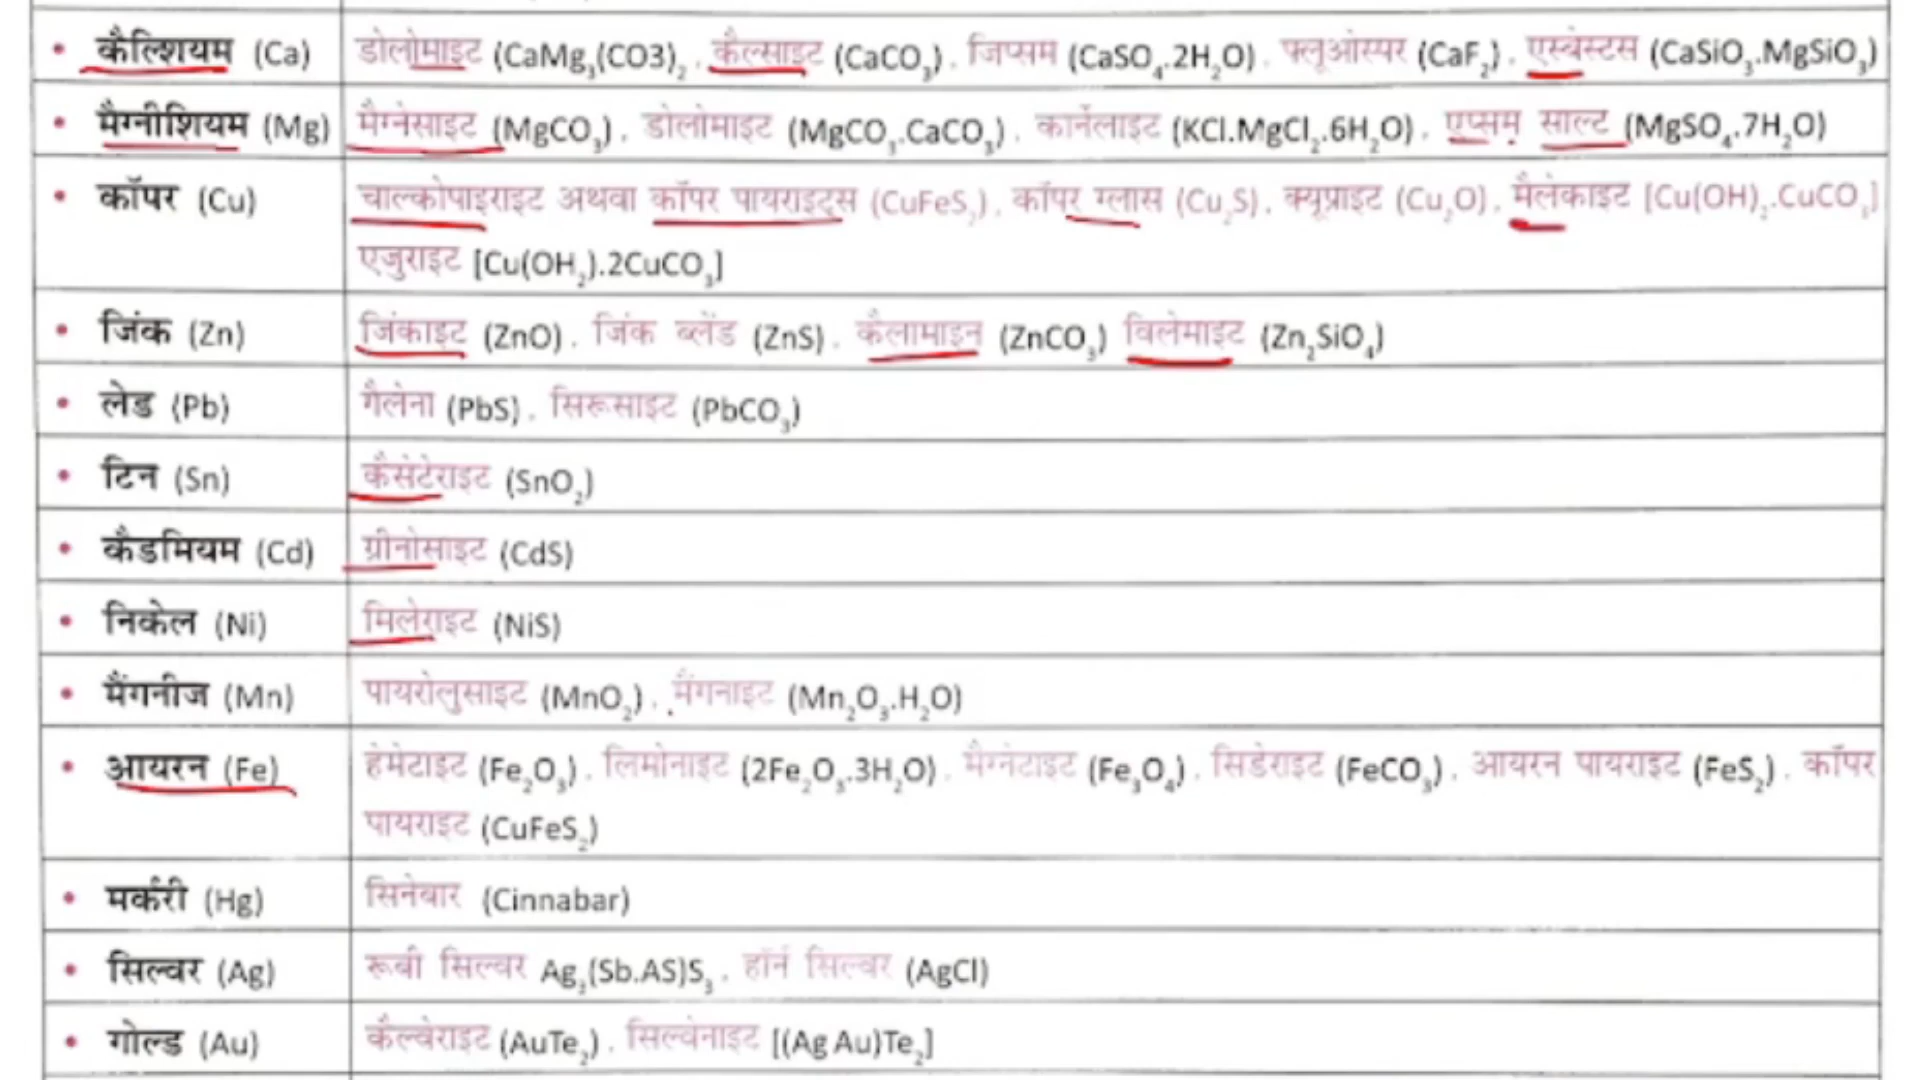 • कैल्शियम (Ca) डोलोमाइट (CaMg₃(CO3)₂, कैल्साइट (CaCO₃), जिप्सम (CaSO₄.2H₂O), फ्लूओस्पर (CaF₂), एस्बेस्टस (CaSiO₃.MgSiO₃)
• मैग्नीशियम (Mg) मैग्नेसाइट (MgCO₃), डोलोमाइट (MgCO₃.CaCO₃), कार्नेलाइट (KCl.MgCl₂.6H₂O), एप्सम साल्ट (MgSO₄.7H₂O)
• कॉपर (Cu) चाल्कोपाइराइट अथवा कॉपर पायराइट्स (CuFeS₂), कॉपर ग्लास (Cu₂S), क्यूप्राइट (Cu₂O), मैलेकाइट [Cu(OH)₂.CuCO₃]
एजुराइट [Cu(OH₂).2CuCO₃]
• जिंक (Zn) जिंकाइट (ZnO), जिंक ब्लेंड (ZnS), कैलामाइन (ZnCO₃) विलेमाइट (Zn₂SiO₄)
• लेड (Pb) गैलेना (PbS), सिरूसाइट (PbCO₃)
• टिन (Sn) कैसेटेराइट (SnO₂)
• कैडमियम (Cd) ग्रीनोसाइट (CdS)
• निकेल (Ni) मिलेराइट (NiS)
• मैंगनीज (Mn) पायरोलुसाइट (MnO₂), मैंगनाइट (Mn₂O₃.H₂O)
• आयरन (Fe) हेमेटाइट (Fe₂O₃), लिमोनाइट (2Fe₂O₃.3H₂O), मैग्नेटाइट (Fe₃O₄), सिडेराइट (FeCO₃), आयरन पायराइट (FeS₂), कॉपर
पायराइट (CuFeS₂)
• मर्करी (Hg) सिनेबार (Cinnabar)
• सिल्वर (Ag) रूबी सिल्वर Ag₃(Sb.AS)S₃, हॉर्न सिल्वर (AgCl)
• गोल्ड (Au) कैल्वेराइट (AuTe₂), सिल्वेनाइट [(Ag Au)Te₂]